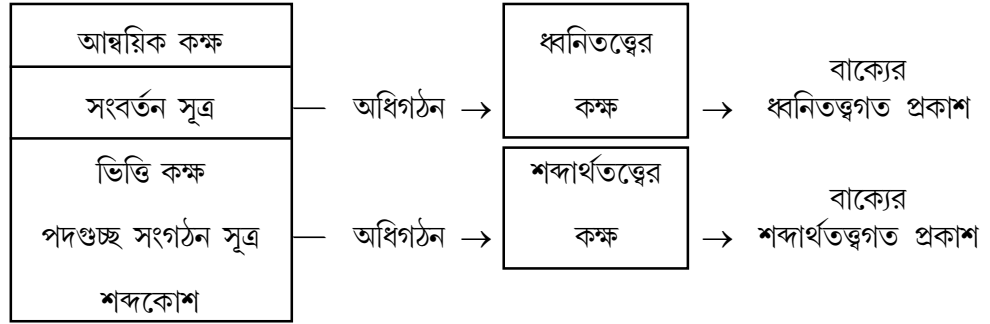 আন্বয়িক কক্ষ
সংবর্তন সূত্র — অধিগঠন →
ধ্বনিতত্ত্বের
কক্ষ
→ বাক্যের
ধ্বনিতত্ত্বগত প্রকাশ
ভিত্তি কক্ষ
পদগুচ্ছ সংগঠন সূত্র — অধিগঠন →
শব্দকোশ
শব্দার্থতত্ত্বের
কক্ষ
→ বাক্যের
শব্দার্থতত্ত্বগত প্রকাশ